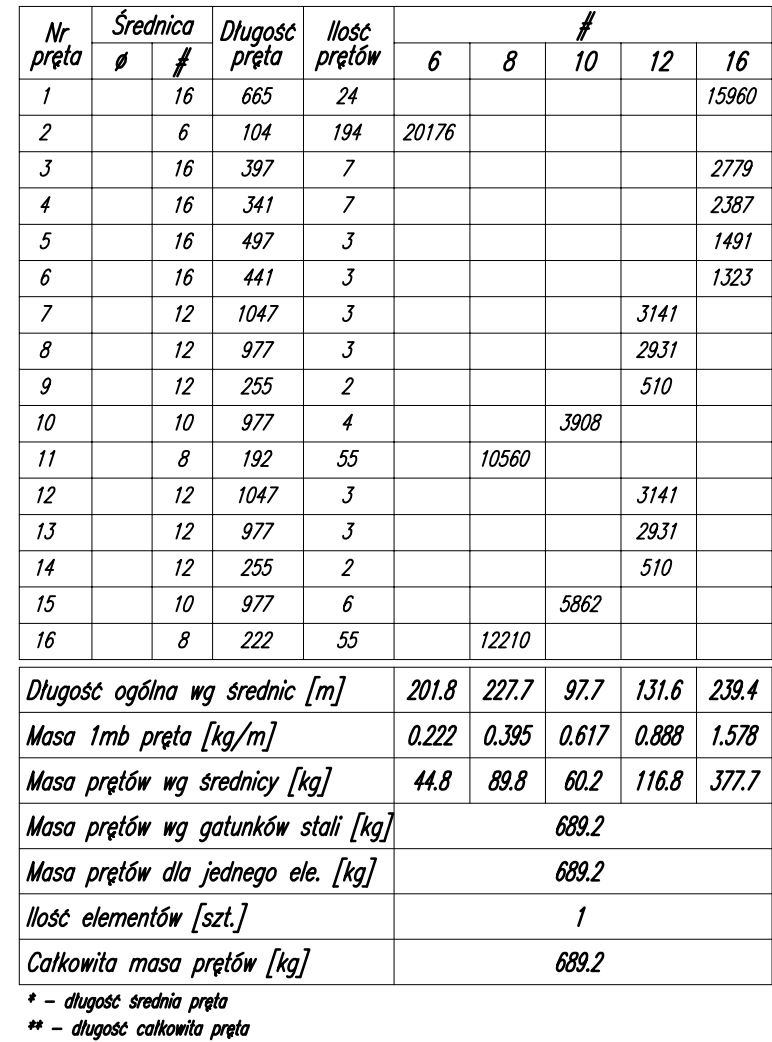 Nr pręta Średnica Długość pręta Ilość prętów #
ø # 6 8 10 12 16
1 16 665 24 15960
2 6 104 194 20176
3 16 397 7 2779
4 16 341 7 2387
5 16 497 3 1491
6 16 441 3 1323
7 12 1047 3 3141
8 12 977 3 2931
9 12 255 2 510
10 10 977 4 3908
11 8 192 55 10560
12 12 1047 3 3141
13 12 977 3 2931
14 12 255 2 510
15 10 977 6 5862
16 8 222 55 12210
Długość ogólna wg średnic [m] 201.8 227.7 97.7 131.6 239.4
Masa 1mb pręta [kg/m] 0.222 0.395 0.617 0.888 1.578
Masa prętów wg średnicy [kg] 44.8 89.8 60.2 116.8 377.7
Masa prętów wg gatunków stali [kg] 689.2
Masa prętów dla jednego ele. [kg] 689.2
Ilość elementów [szt.] 1
Całkowita masa prętów [kg] 689.2
* – długość średnia pręta
** – długość całkowita pręta